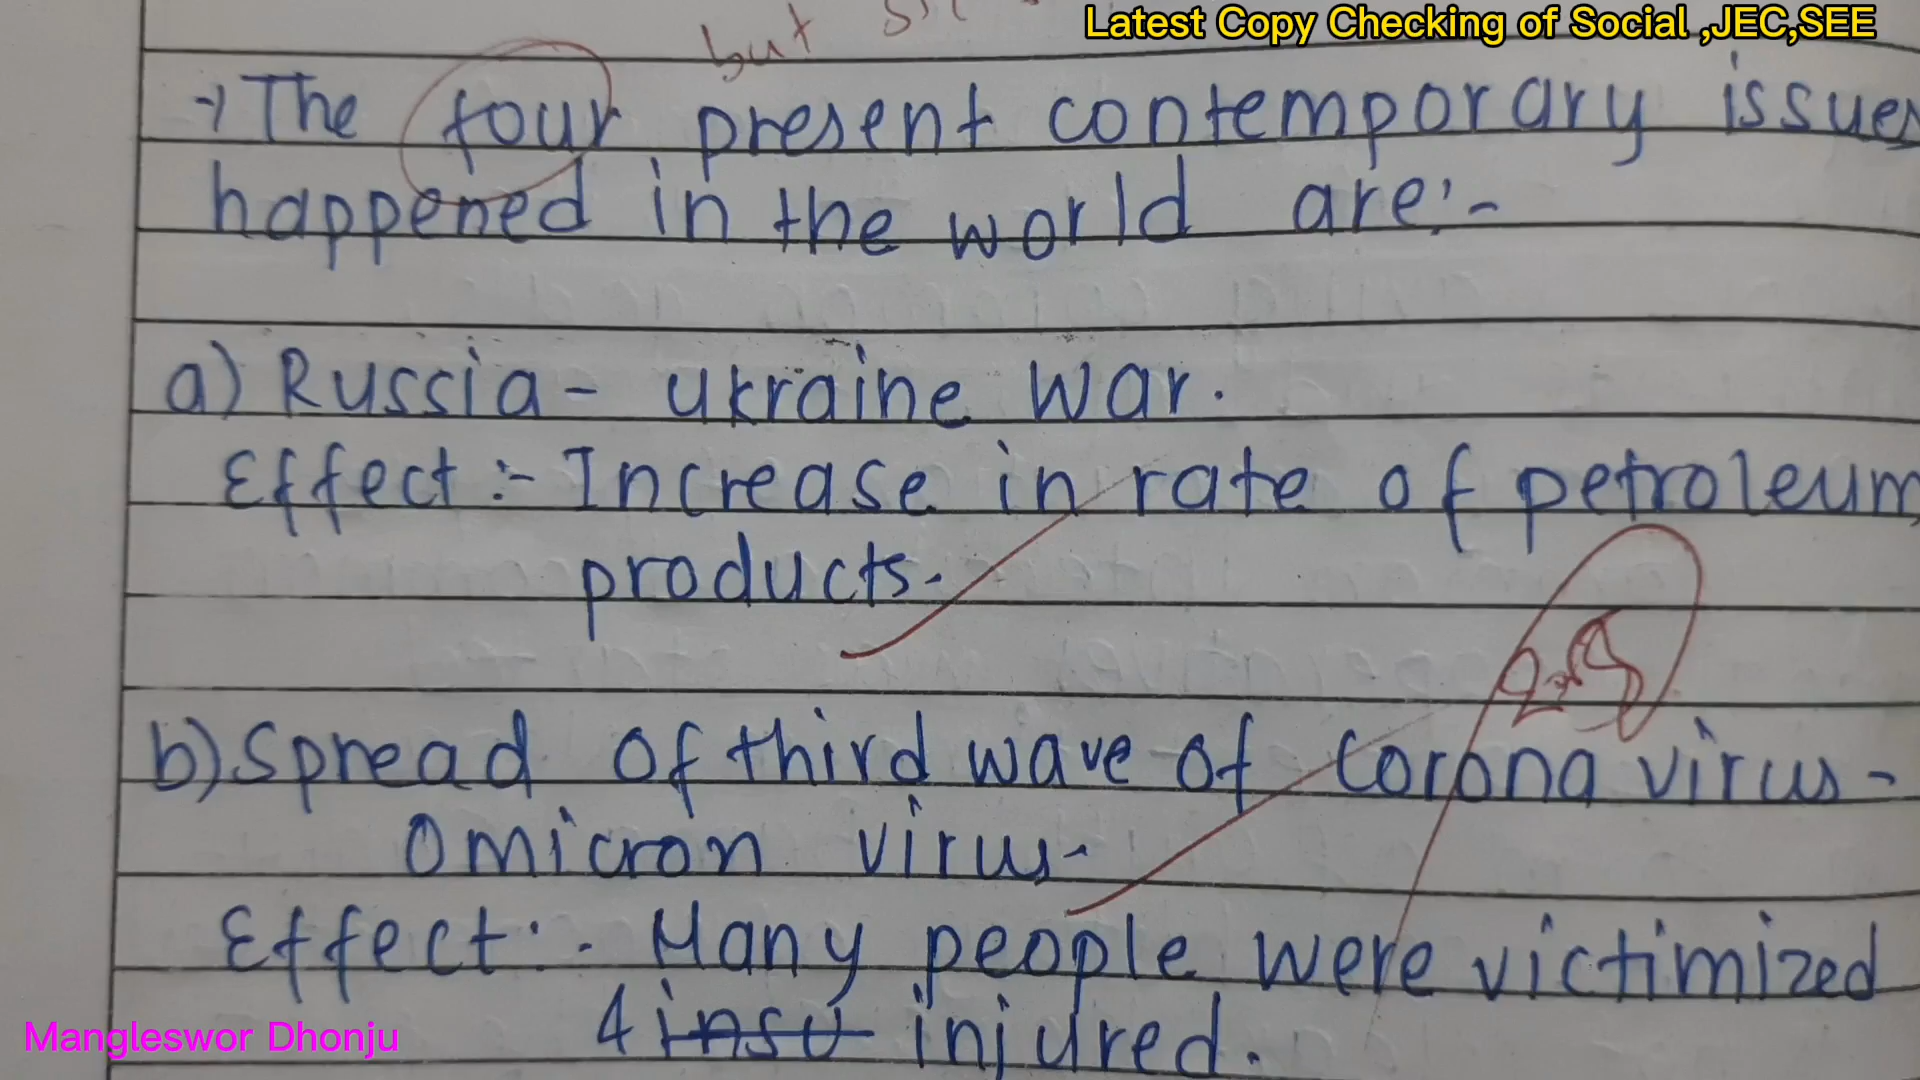 Latest Copy Checking of Social ,JEC,SEE
but
→ The four present contemporary issues
happened in the world are:-
a) Russia - ukraine war.
Effect :- Increase in rate of petroleum
products.
2.5
b) Spread of third wave of corona virus -
Omicron virus.
Effect :- Many people were victimized
& insu injured.
Mangleswor Dhonju